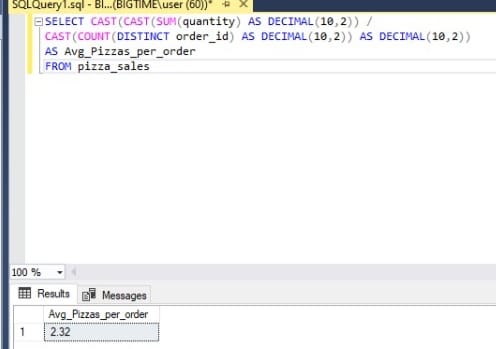 SQLQuery1.sql - BI...(BIGTIME\user (60))*
SELECT CAST(CAST(SUM(quantity) AS DECIMAL(10,2)) /
CAST(COUNT(DISTINCT order_id) AS DECIMAL(10,2)) AS DECIMAL(10,2))
AS Avg_Pizzas_per_order
FROM pizza_sales
100 %
Results Messages
Avg_Pizzas_per_order
1 2.32